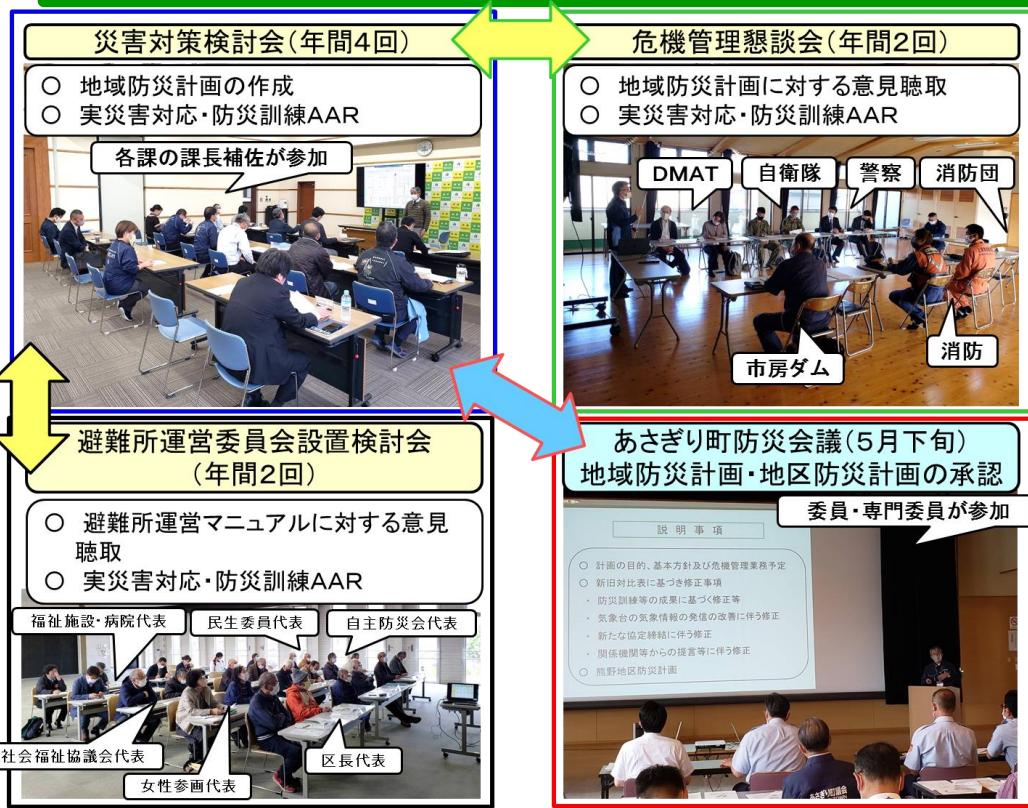 災害対策検討会(年間4回)
○ 地域防災計画の作成
○ 実災害対応・防災訓練AAR
各課の課長補佐が参加
危機管理懇談会(年間2回)
○ 地域防災計画に対する意見聴取
○ 実災害対応・防災訓練AAR
DMAT
自衛隊
警察
消防団
市房ダム
消防
避難所運営委員会設置検討会
(年間2回)
○ 避難所運営マニュアルに対する意見
聴取
○ 実災害対応・防災訓練AAR
福祉施設・病院代表
民生委員代表
自主防災会代表
社会福祉協議会代表
女性参画代表
区長代表
あさぎり町防災会議(5月下旬)
地域防災計画・地区防災計画の承認
委員・専門委員が参加
説明事項
○ 計画の目的、基本方針及び危機管理業務予定
○ 新旧対比表に基づき修正事項
・ 防災訓練等の成果に基づく修正等
・ 気象台の気象情報の発信の改善に伴う修正
・ 新たな協定締結に伴う修正
・ 関係機関等からの提言等に伴う修正
○ 熊野地区防災計画
あさぎり町議会